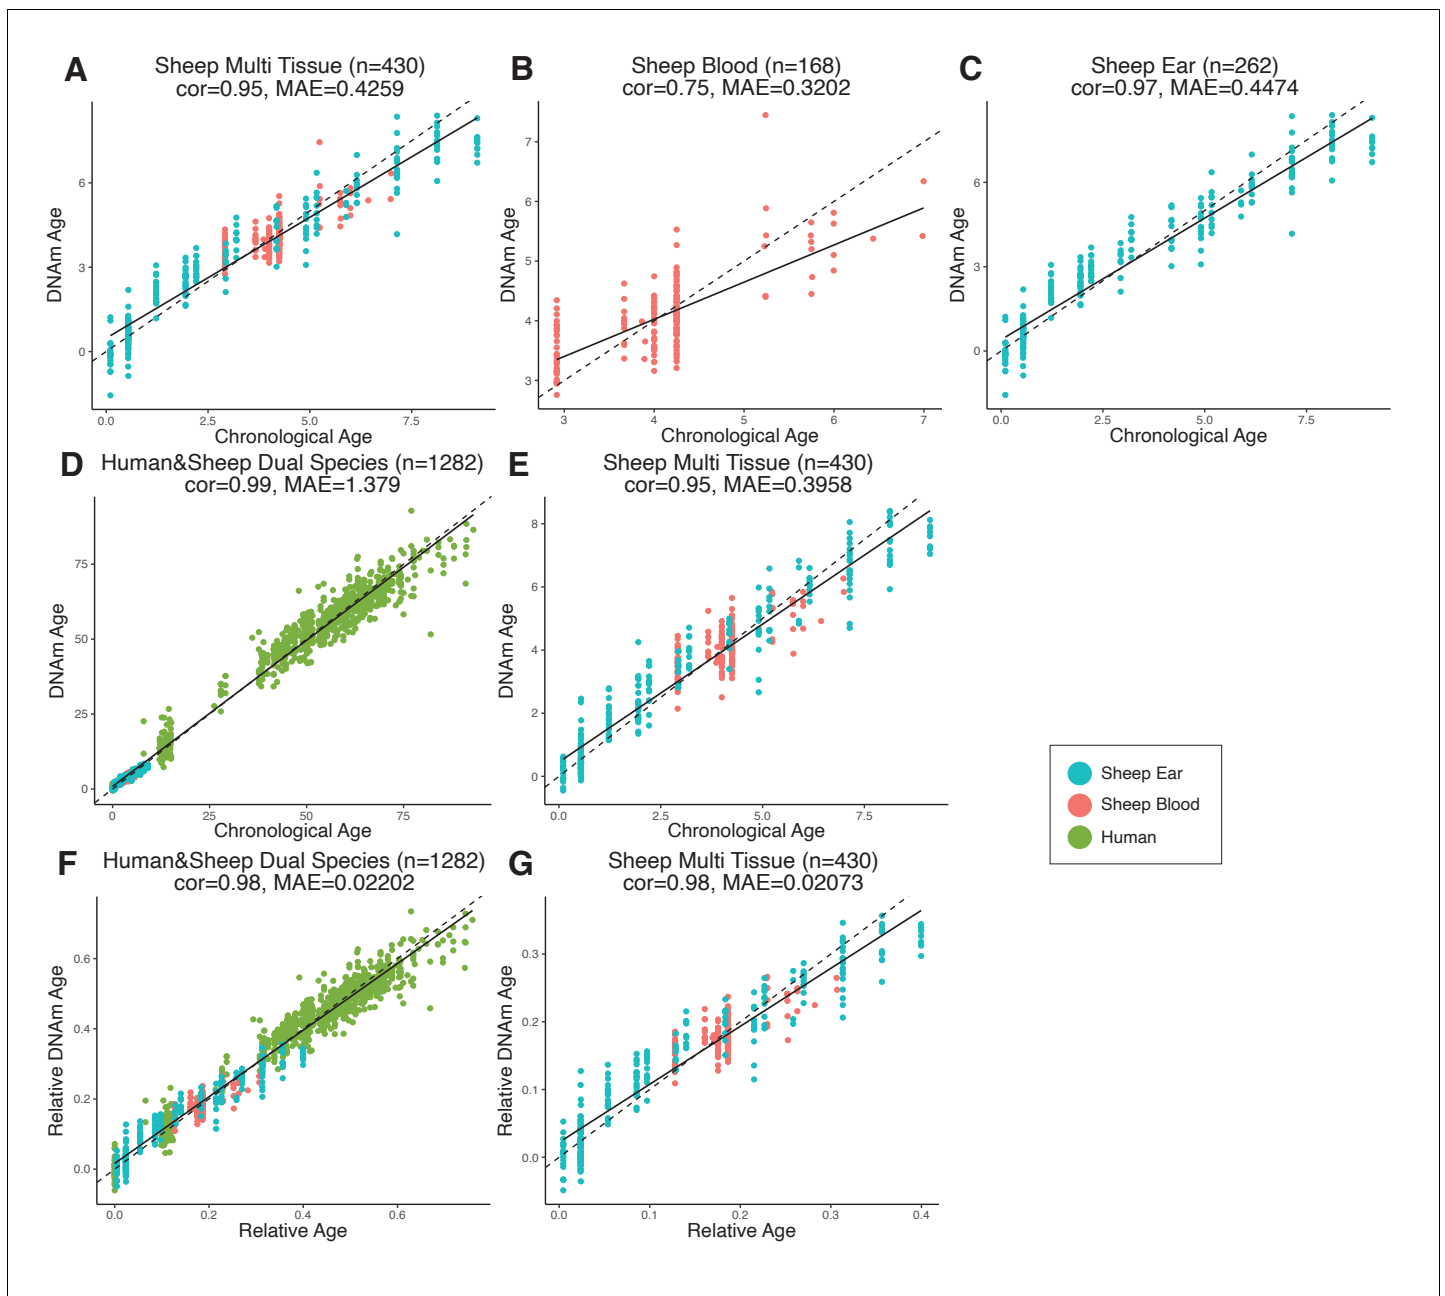 A
Sheep Multi Tissue (n=430)
cor=0.95, MAE=0.4259
DNAm Age
6
3
0
0.0 2.5 5.0 7.5
Chronological Age
B
Sheep Blood (n=168)
cor=0.75, MAE=0.3202
DNAm Age
7
6
5
4
3
3 4 5 6 7
Chronological Age
C
Sheep Ear (n=262)
cor=0.97, MAE=0.4474
DNAm Age
6
3
0
0.0 2.5 5.0 7.5
Chronological Age
D
Human&Sheep Dual Species (n=1282)
cor=0.99, MAE=1.379
DNAm Age
75
50
25
0
0 25 50 75
Chronological Age
E
Sheep Multi Tissue (n=430)
cor=0.95, MAE=0.3958
DNAm Age
8
6
4
2
0
0.0 2.5 5.0 7.5
Chronological Age
Sheep Ear
Sheep Blood
Human
F
Human&Sheep Dual Species (n=1282)
cor=0.98, MAE=0.02202
Relative DNAm Age
0.6
0.4
0.2
0.0
0.0 0.2 0.4 0.6
Relative Age
G
Sheep Multi Tissue (n=430)
cor=0.98, MAE=0.02073
Relative DNAm Age
0.3
0.2
0.1
0.0
0.0 0.1 0.2 0.3 0.4
Relative Age